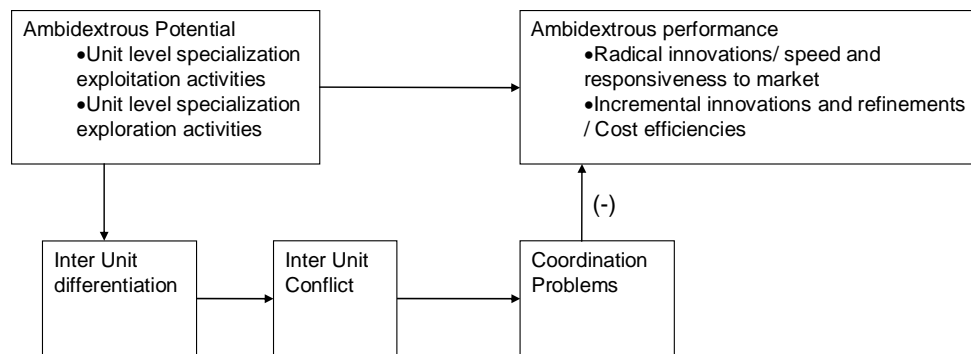 Ambidextrous Potential
•Unit level specialization
exploitation activities
•Unit level specialization
exploration activities
Ambidextrous performance
•Radical innovations/ speed and
responsiveness to market
•Incremental innovations and refinements
/ Cost efficiencies
(-)
Inter Unit
differentiation
Inter Unit
Conflict
Coordination
Problems